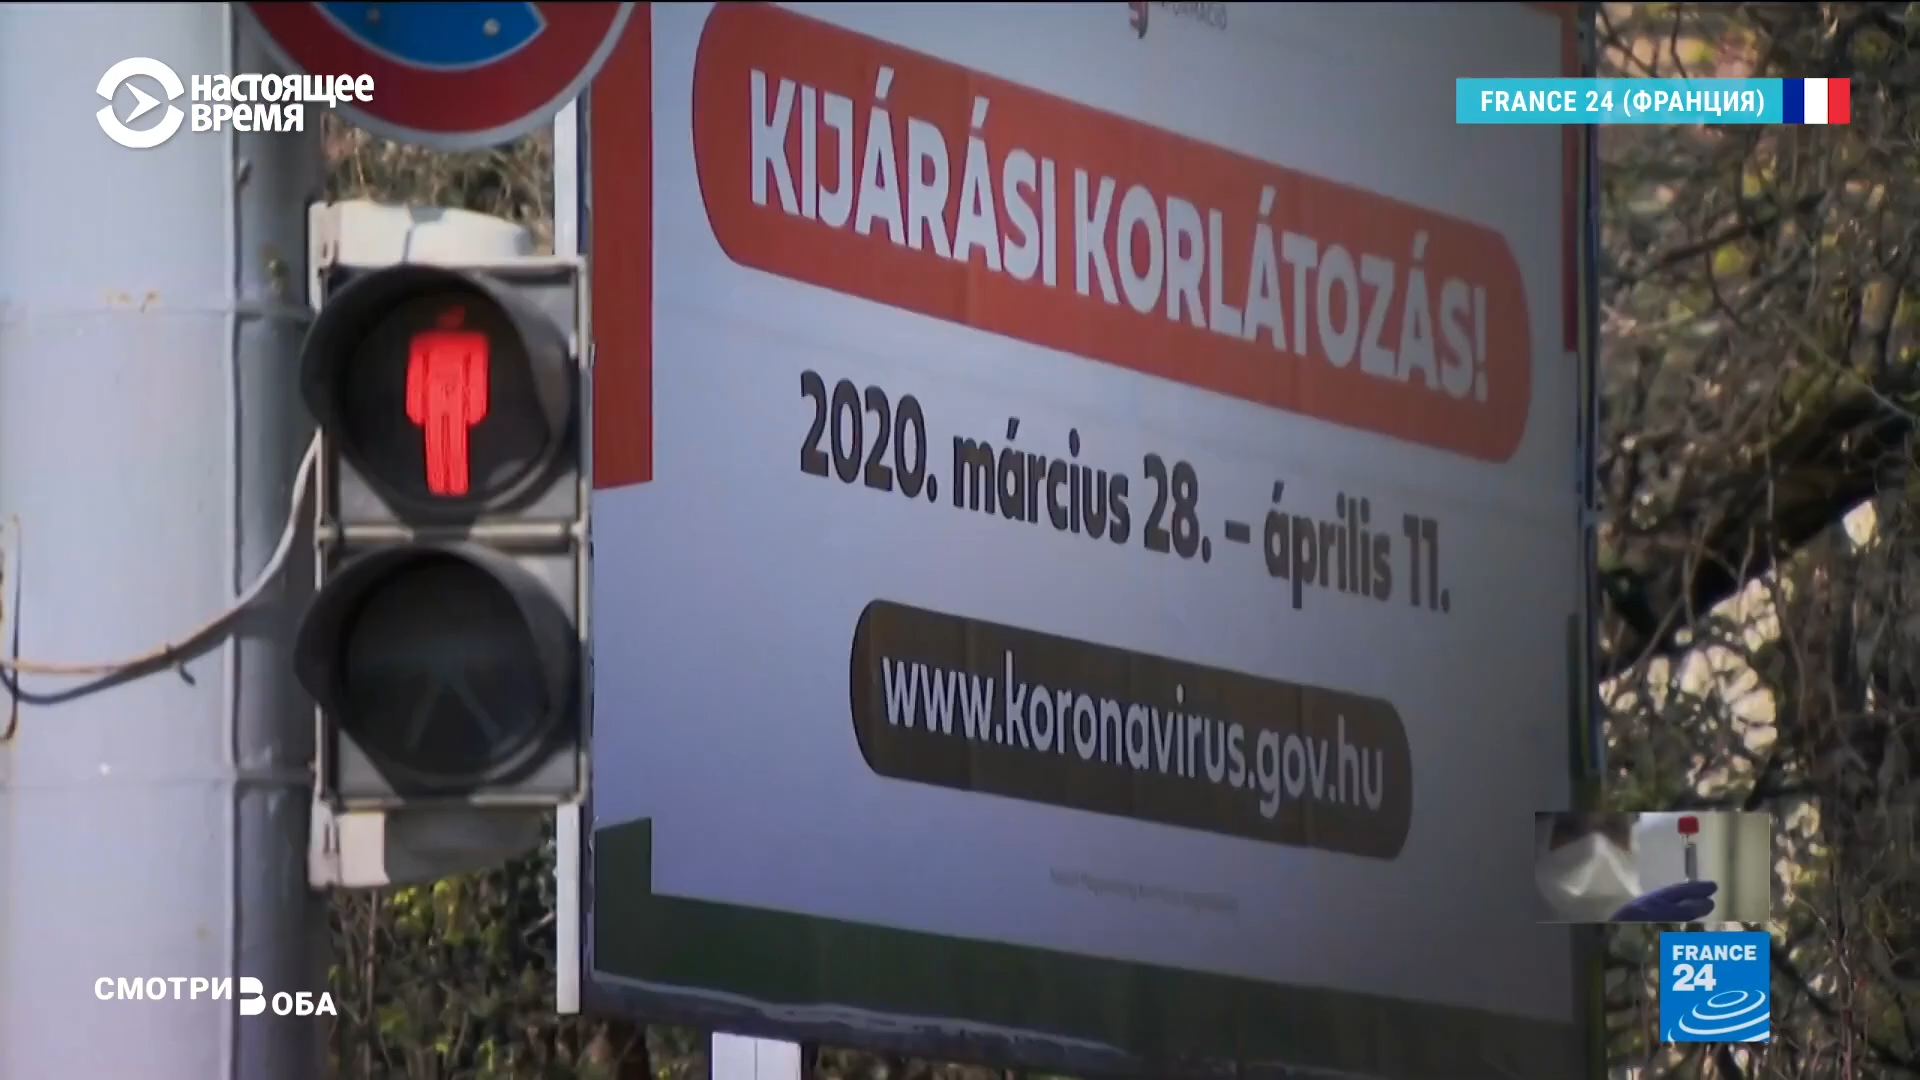 НАСТОЯЩЕЕ
ВРЕМЯ
FRANCE 24 (ФРАНЦИЯ)
KIJÁRÁSI KORLÁTOZÁS!
2020. március 28. – április 11.
www.koronavirus.gov.hu
СМОТРИ В ОБА
FRANCE
24